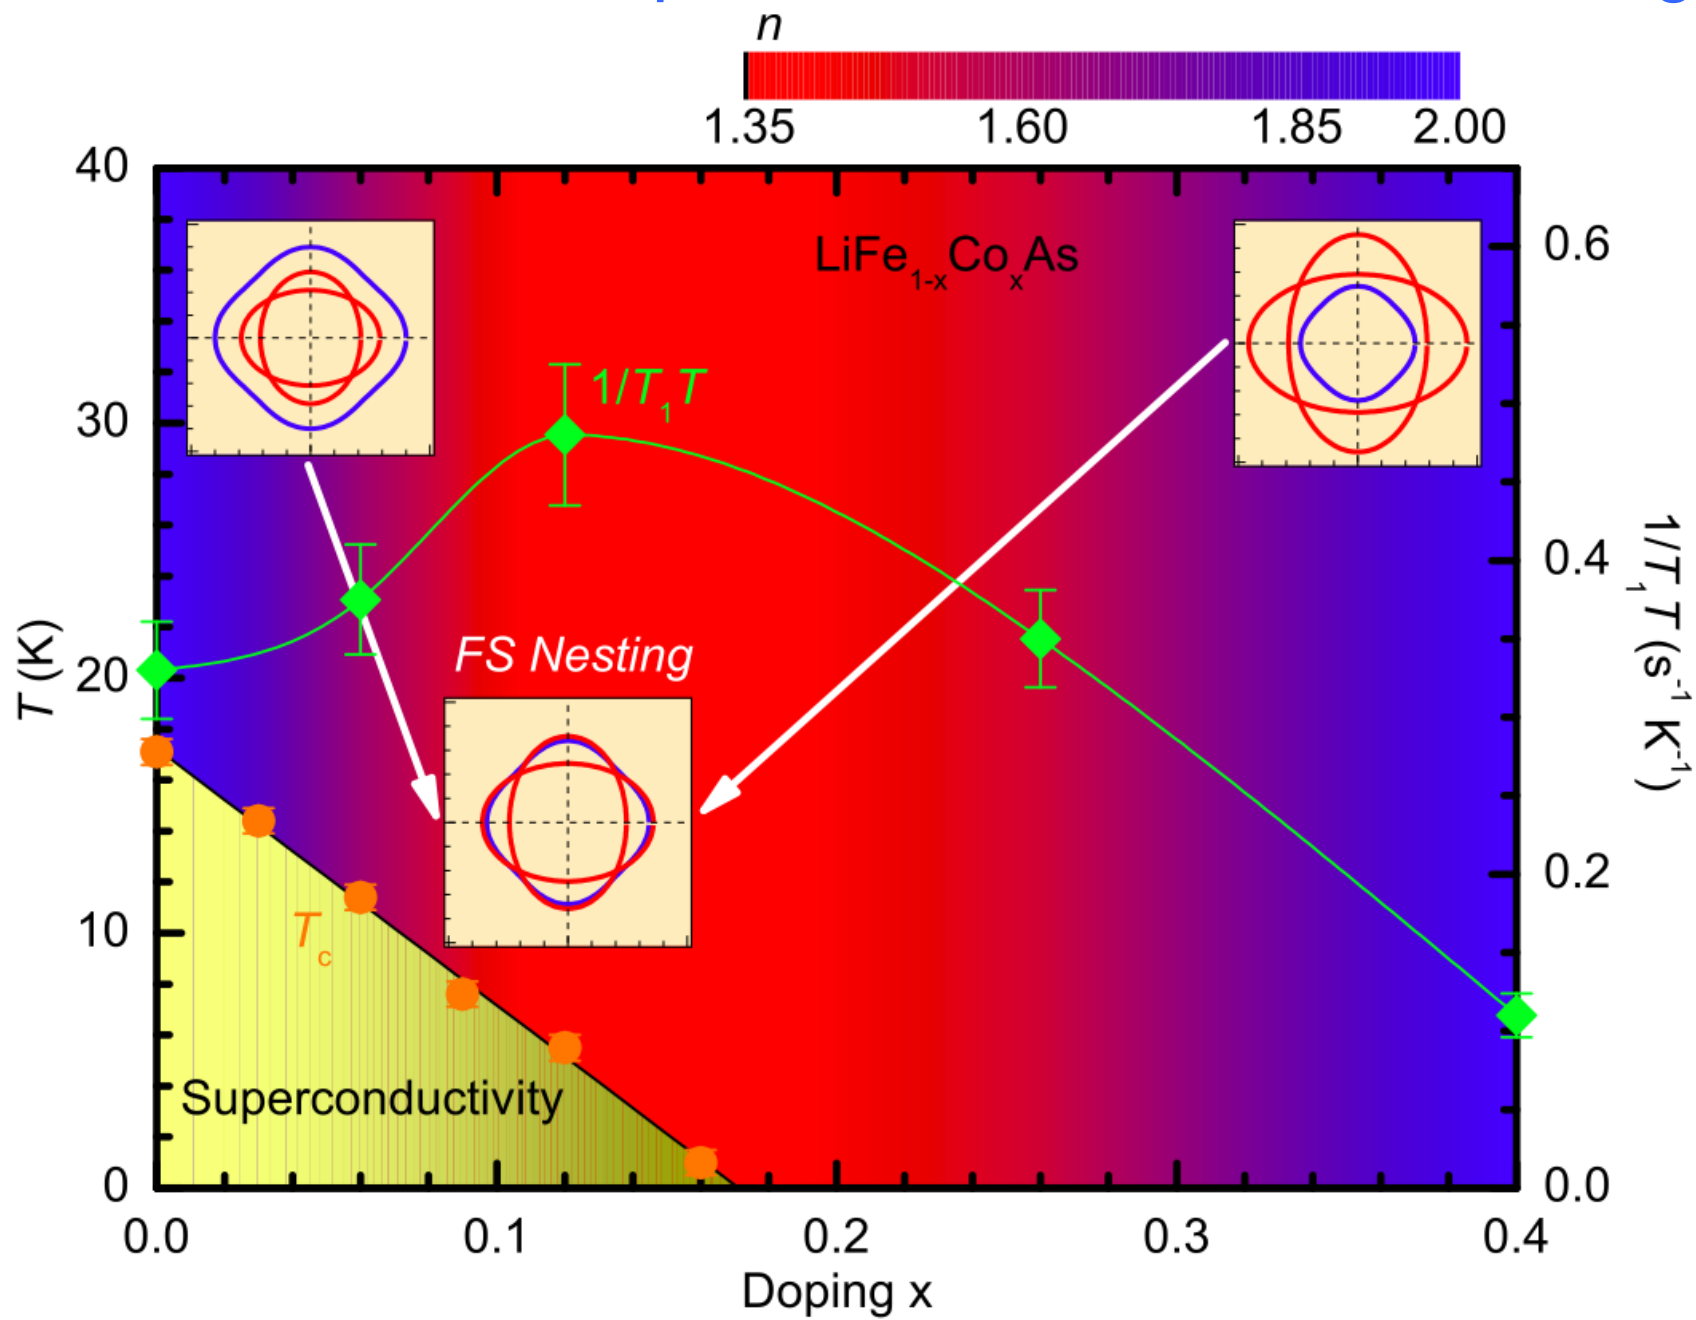 n
1.35 1.60 1.85 2.00
40 30 20 10 0
T (K)
LiFe1-xCoxAs
1/T1T
FS Nesting
Tc
Superconductivity
0.6 0.4 0.2 0.0
1/T1T (s-1 K-1)
0.0 0.1 0.2 0.3 0.4
Doping x